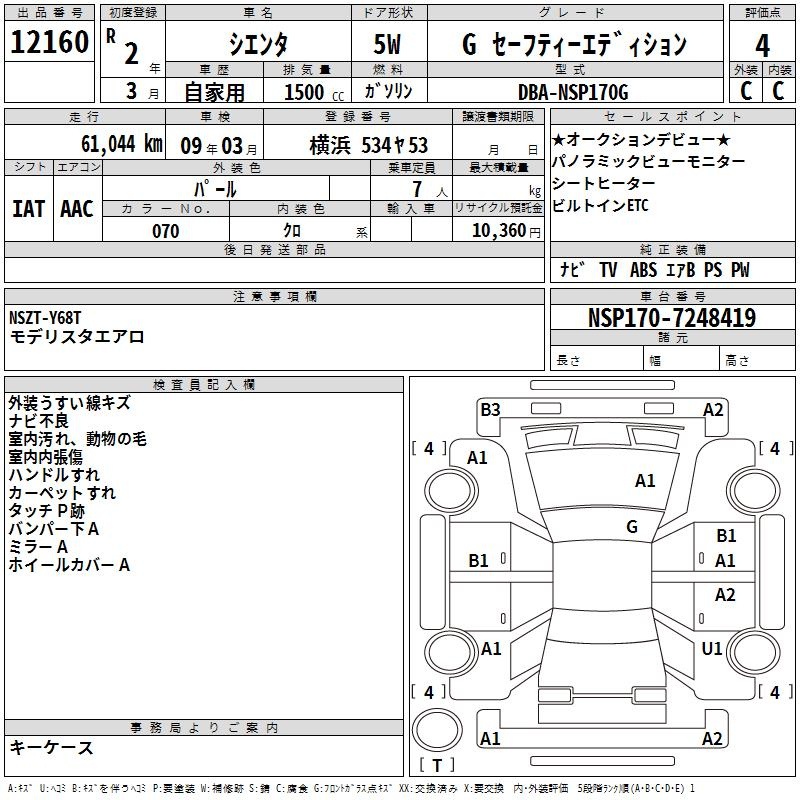 出品番号 初度登録 車名 ドア形状 グレード 評価点
12160 R 2 年 3 月 シエンタ 5W G セーフティーエディション 4
車歴 排気量 燃料 型式 外装 内装
自家用 1500 CC ガソリン DBA-NSP170G C C
走行 車検 登録番号 譲渡書類期限 セールスポイント
61,044 km 09年03月 横浜 534ヤ53 月 日
★オークションデビュー★
パノラミックビューモニター
シートヒーター
ビルトインETC
シフト エアコン 外装色 乗車定員 最大積載量
IAT AAC パール 7 人 kg
カラーNo. 内装色 輸入車 リサイクル預託金
070 クロ 系 10,360 円
後日発送部品 純正装備
ナビ TV ABS エアB PS PW
注意事項欄 車台番号
NSZT-Y68T
モデリスタエアロ
NSP170-7248419
諸元
長さ 幅 高さ
検査員記入欄
外装うすい線キズ
ナビ不良
室内汚れ、動物の毛
室内内張傷
ハンドルすれ
カーペットすれ
タッチP跡
バンパー下A
ミラーA
ホイールカバーA
事務局よりご案内
キーケース
B3 A2
[ 4 ] A1 [ 4 ]
A1
G
B1
B1 A1
A2
A1 U1
[ 4 ] [ 4 ]
A1 A2
[ T ]
A:キズ U:ヘコミ B:キズを伴うヘコミ P:要塗装 W:補修跡 S:錆 C:腐食 G:フロントガラス点キズ XX:交換済み X:要交換 内・外装評価 5段階ランク順(A・B・C・D・E) 1